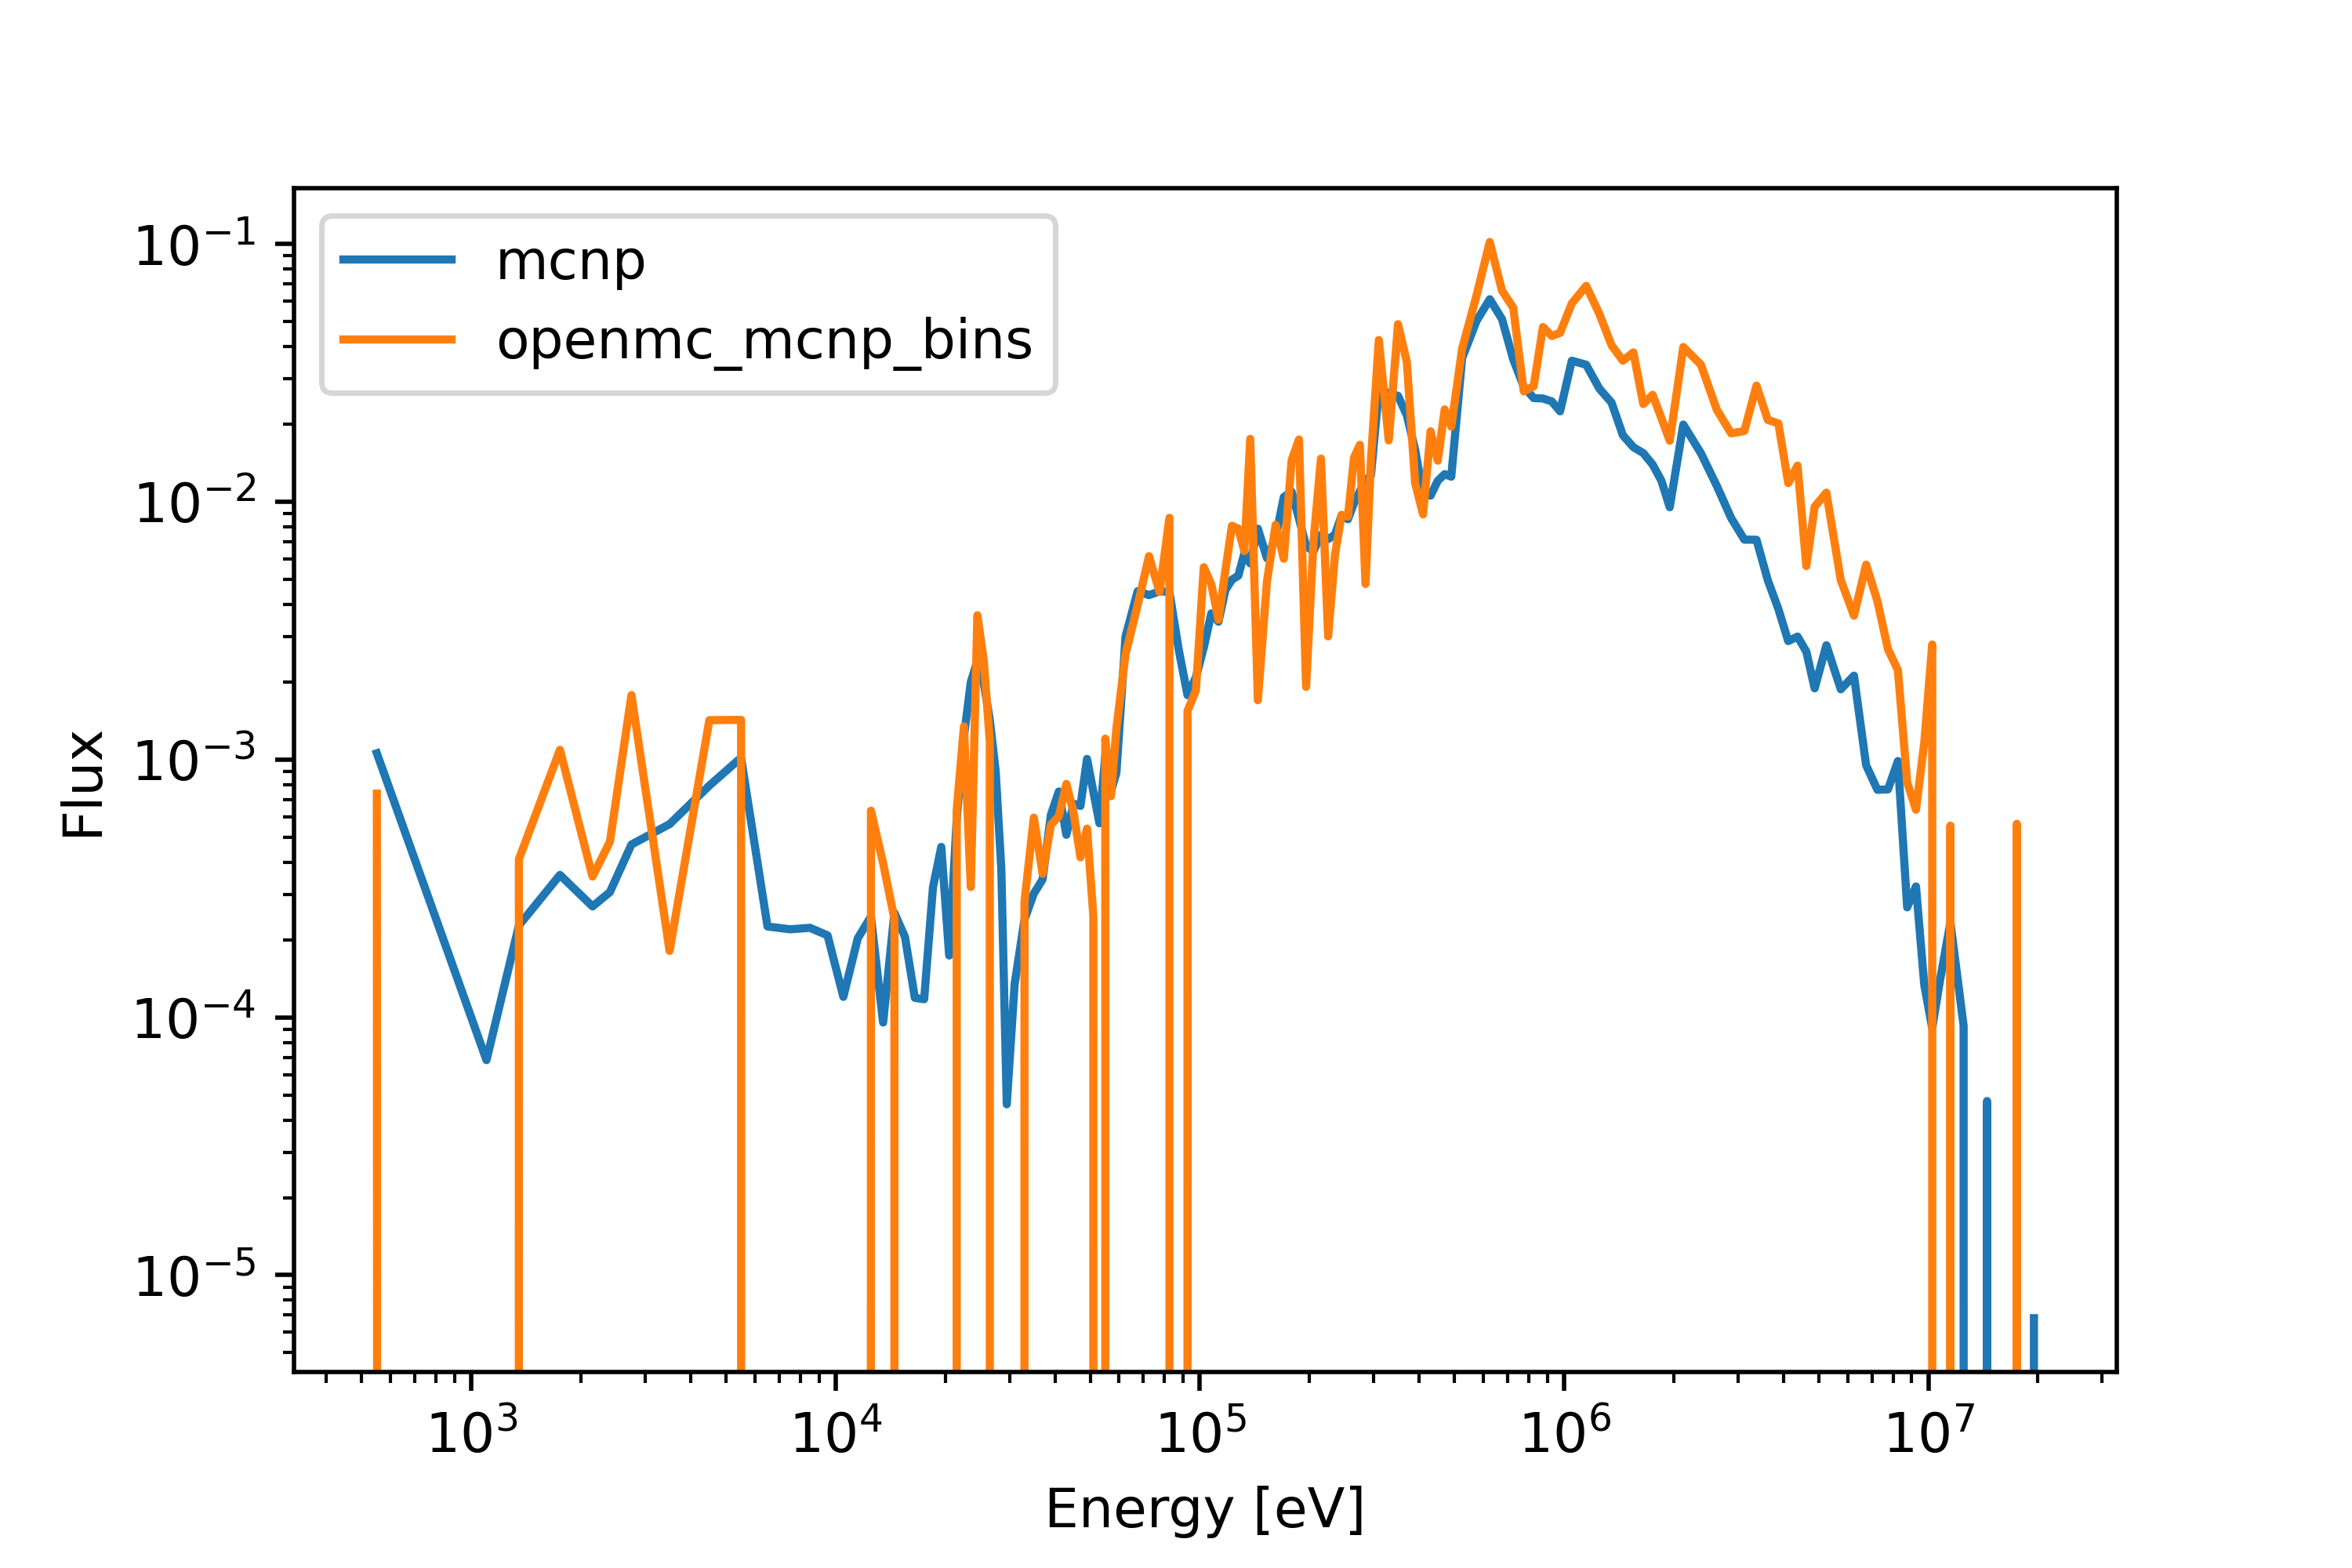 mcnp
openmc_mcnp_bins
10⁻¹
10⁻²
10⁻³
10⁻⁴
10⁻⁵
Flux
10³ 10⁴ 10⁵ 10⁶ 10⁷
Energy [eV]